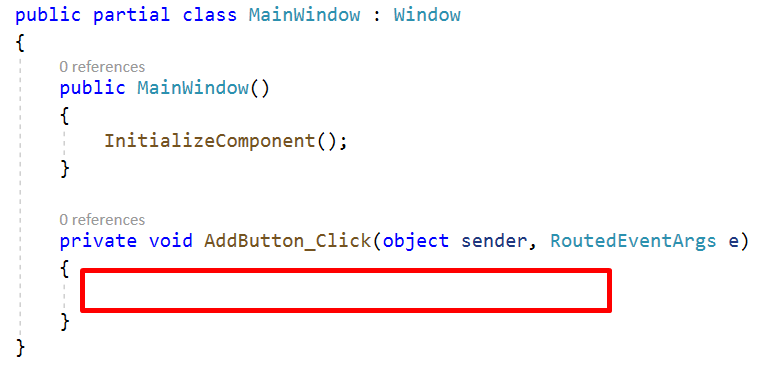 public partial class MainWindow : Window
{
0 references
public MainWindow()
{
InitializeComponent();
}
0 references
private void AddButton_Click(object sender, RoutedEventArgs e)
{
}
}